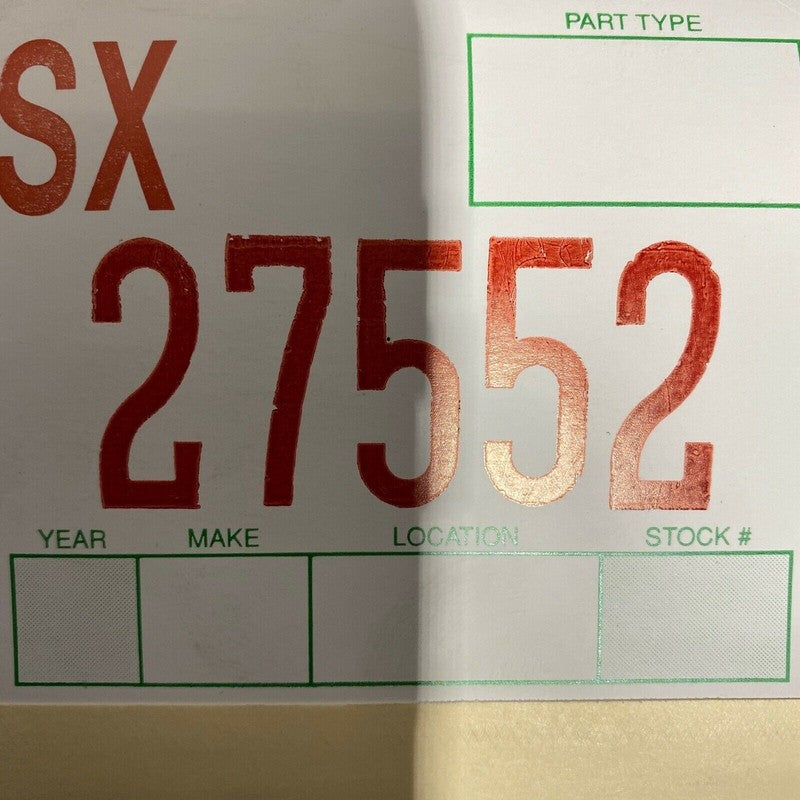 PART TYPE
SX
27552
YEAR MAKE LOCATION STOCK #